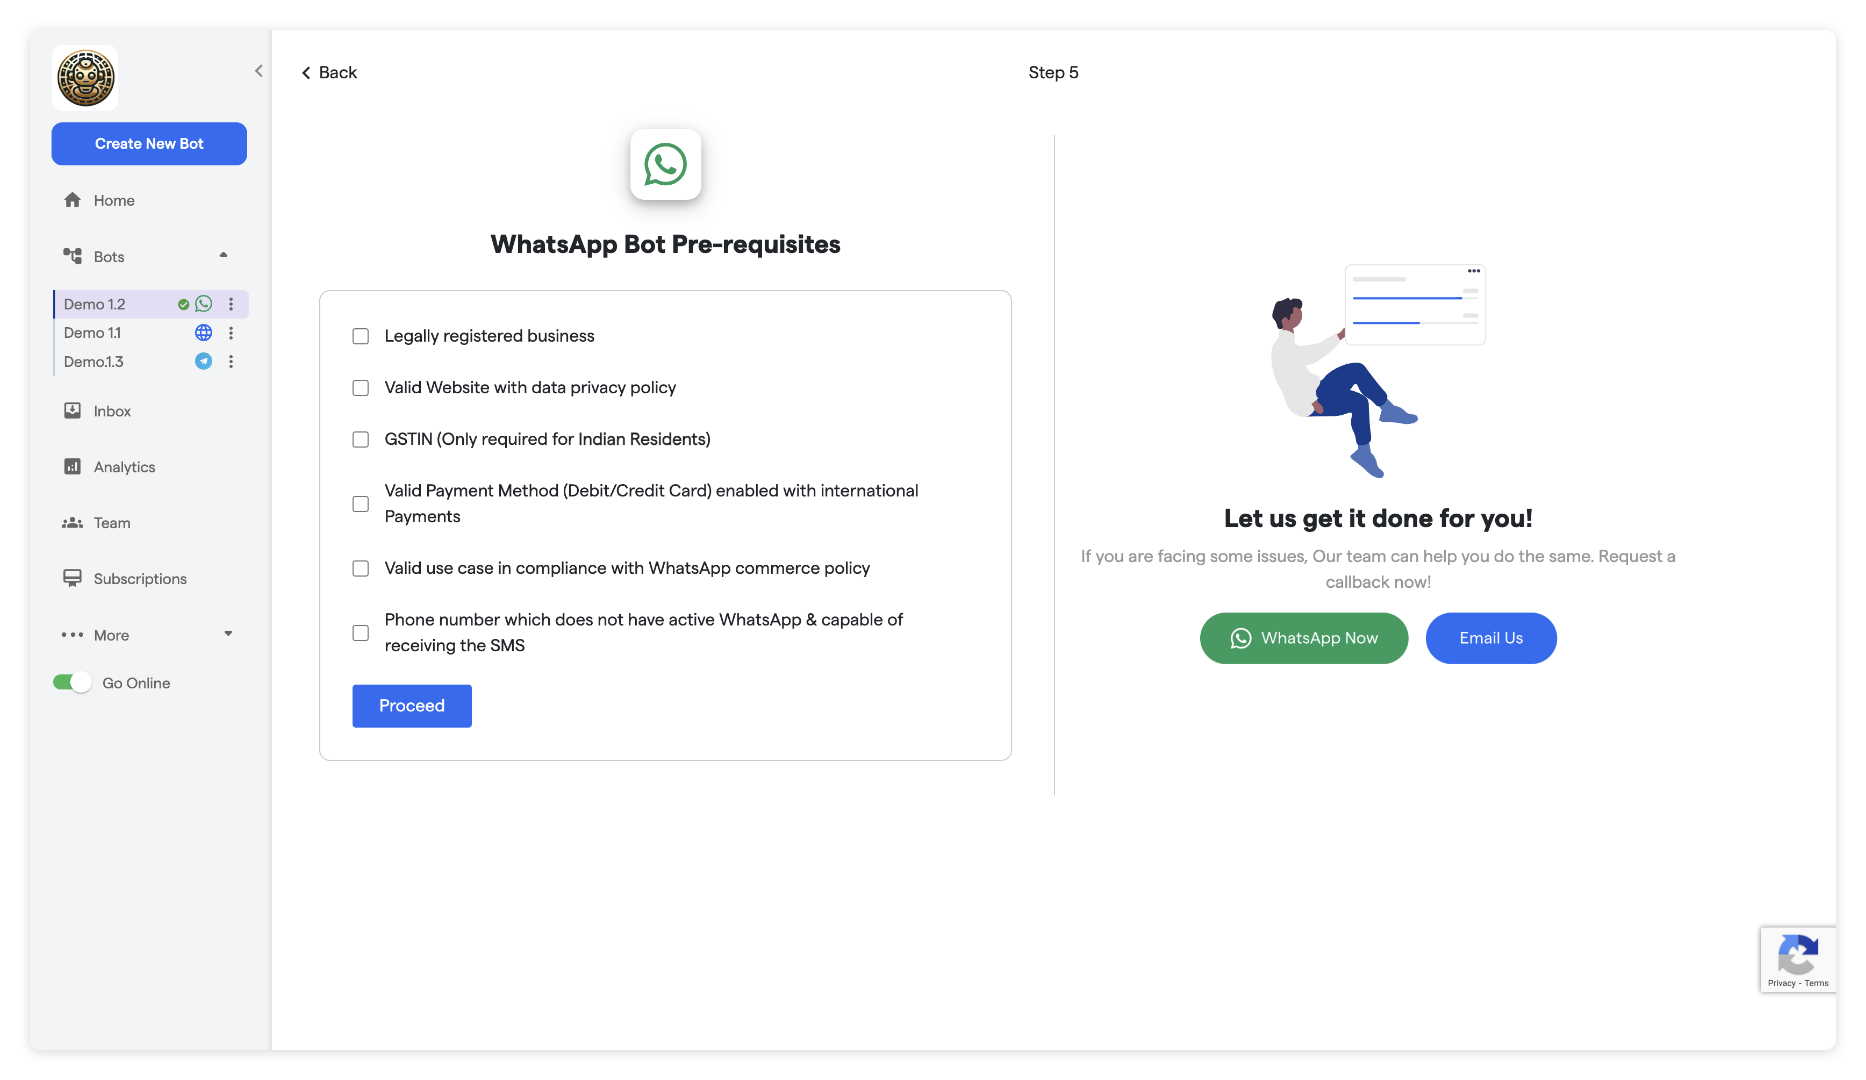 Create New Bot
Home
Bots
Demo 1.2
Demo 1.1
Demo.1.3
Inbox
Analytics
Team
Subscriptions
More
Go Online
Back
Step 5
WhatsApp Bot Pre-requisites
Legally registered business
Valid Website with data privacy policy
GSTIN (Only required for Indian Residents)
Valid Payment Method (Debit/Credit Card) enabled with international
Payments
Valid use case in compliance with WhatsApp commerce policy
Phone number which does not have active WhatsApp & capable of
receiving the SMS
Proceed
Let us get it done for you!
If you are facing some issues, Our team can help you do the same. Request a
callback now!
WhatsApp Now
Email Us
Privacy - Terms